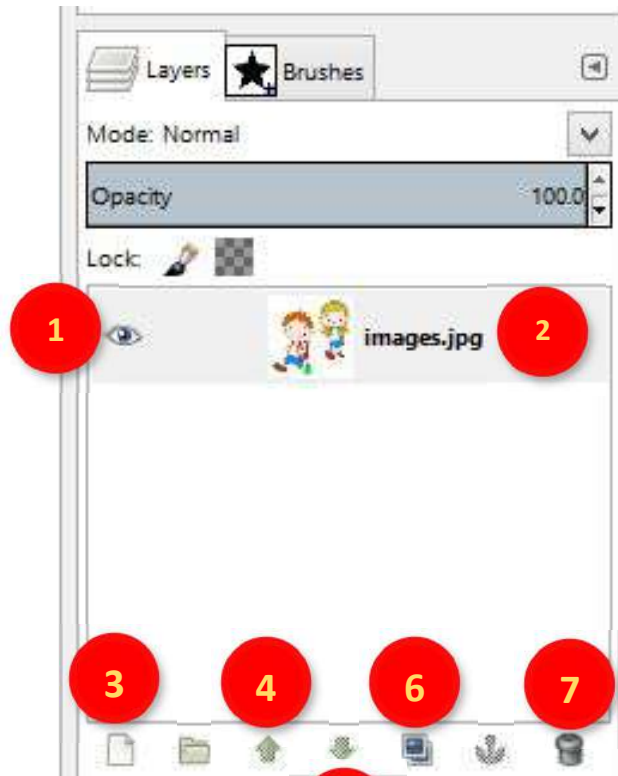 Layers Brushes
Mode: Normal
Opacity 100.0
Lock:
1 images.jpg 2
3 4 6 7